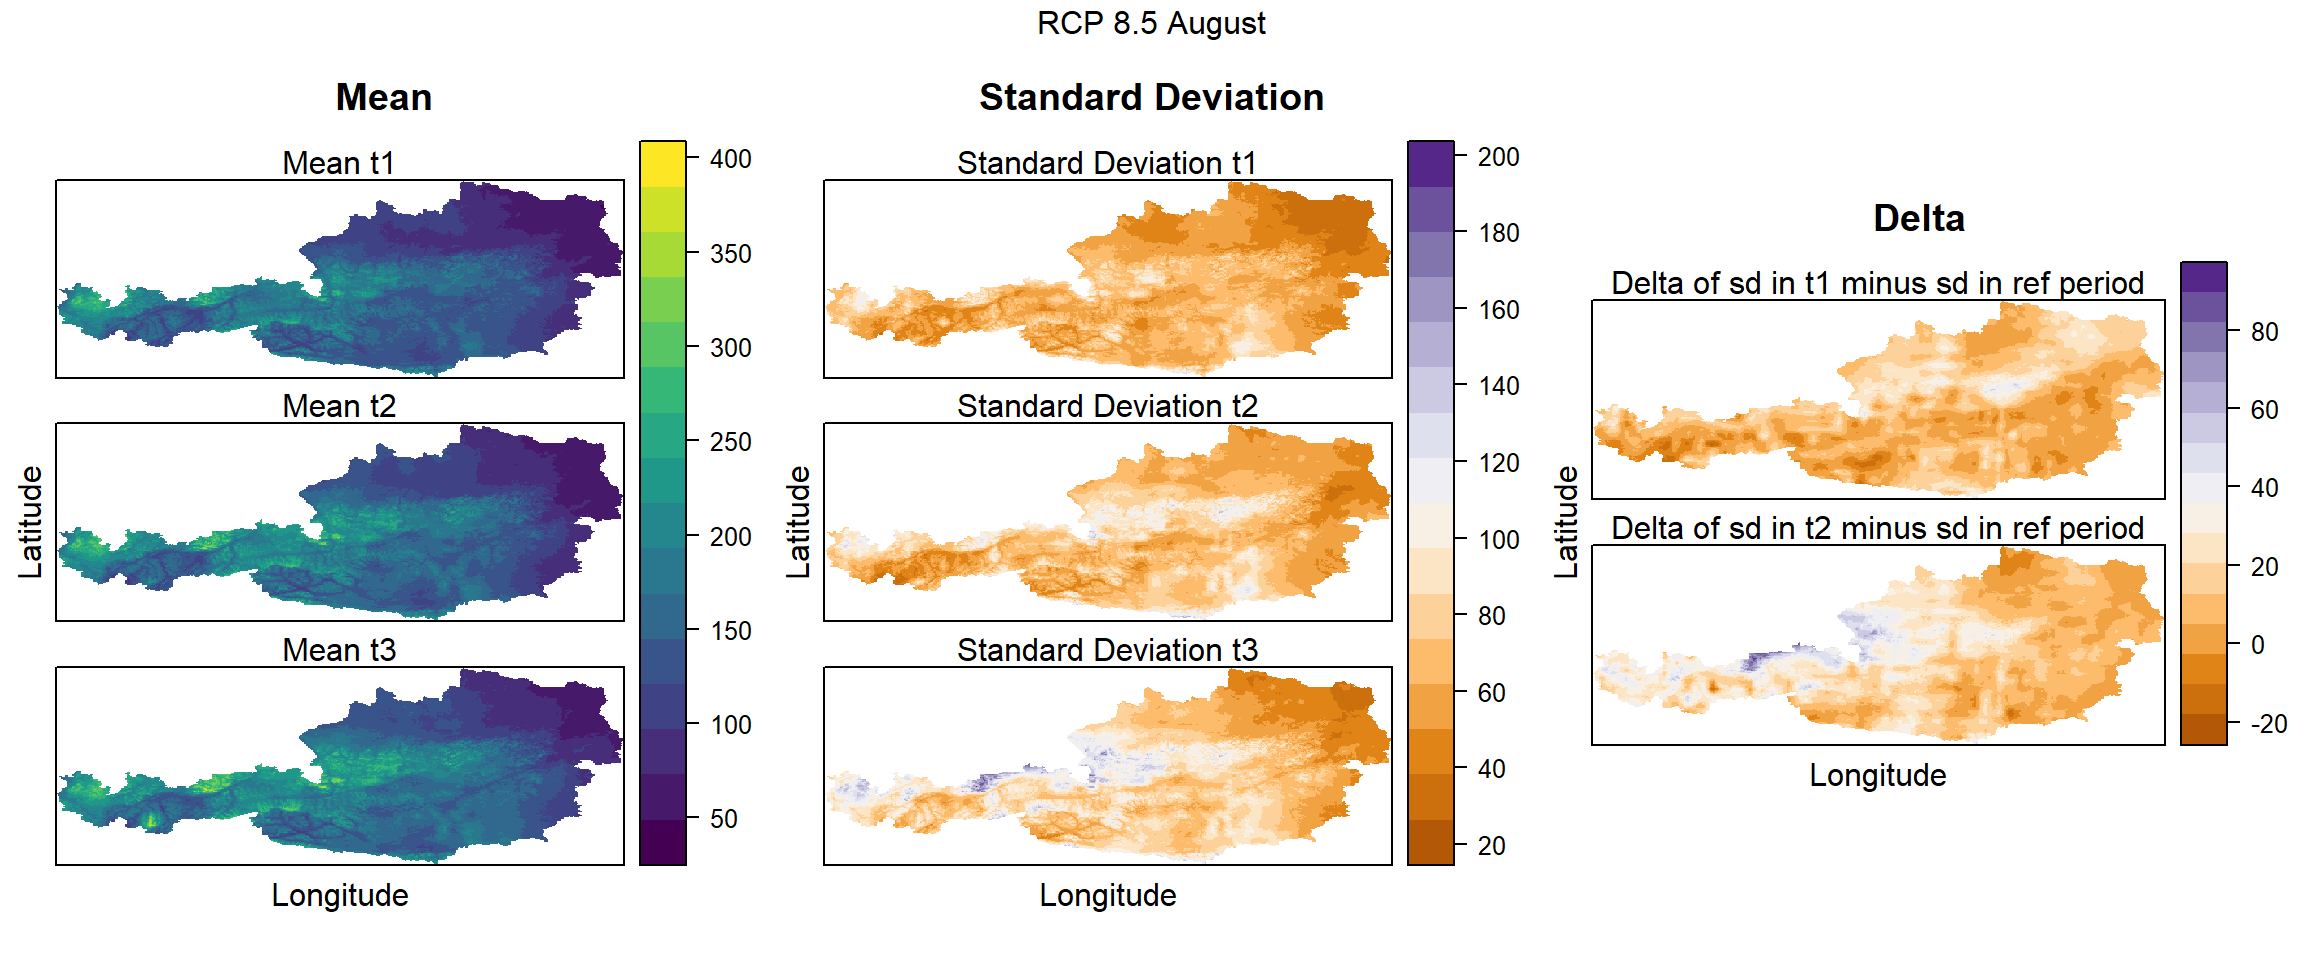 RCP 8.5 August
Mean
Mean t1
Mean t2
Mean t3
Latitude
Longitude
400
350
300
250
200
150
100
50
Standard Deviation
Standard Deviation t1
Standard Deviation t2
Standard Deviation t3
Latitude
Longitude
200
180
160
140
120
100
80
60
40
20
Delta
Delta of sd in t1 minus sd in ref period
Delta of sd in t2 minus sd in ref period
Latitude
Longitude
80
60
40
20
0
-20